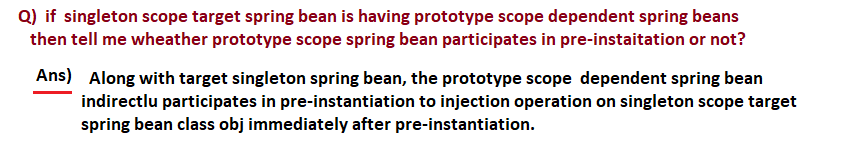 Q) if singleton scope target spring bean is having prototype scope dependent spring beans
then tell me wheather prototype scope spring bean participates in pre-instaitation or not?
Ans) Along with target singleton spring bean, the prototype scope dependent spring bean
indirectlu participates in pre-instantiation to injection operation on singleton scope target
spring bean class obj immediately after pre-instantiation.